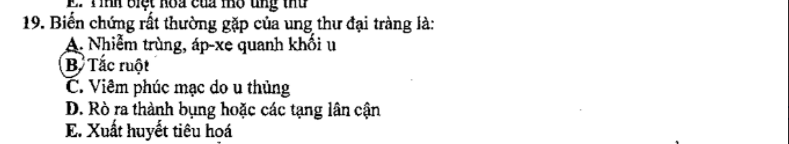 E. Tính biệt hoá của mô ung thư
19. Biến chứng rất thường gặp của ung thư đại tràng là:
A. Nhiễm trùng, áp-xe quanh khối u
B. Tắc ruột
C. Viêm phúc mạc do u thủng
D. Rò ra thành bụng hoặc các tạng lân cận
E. Xuất huyết tiêu hoá